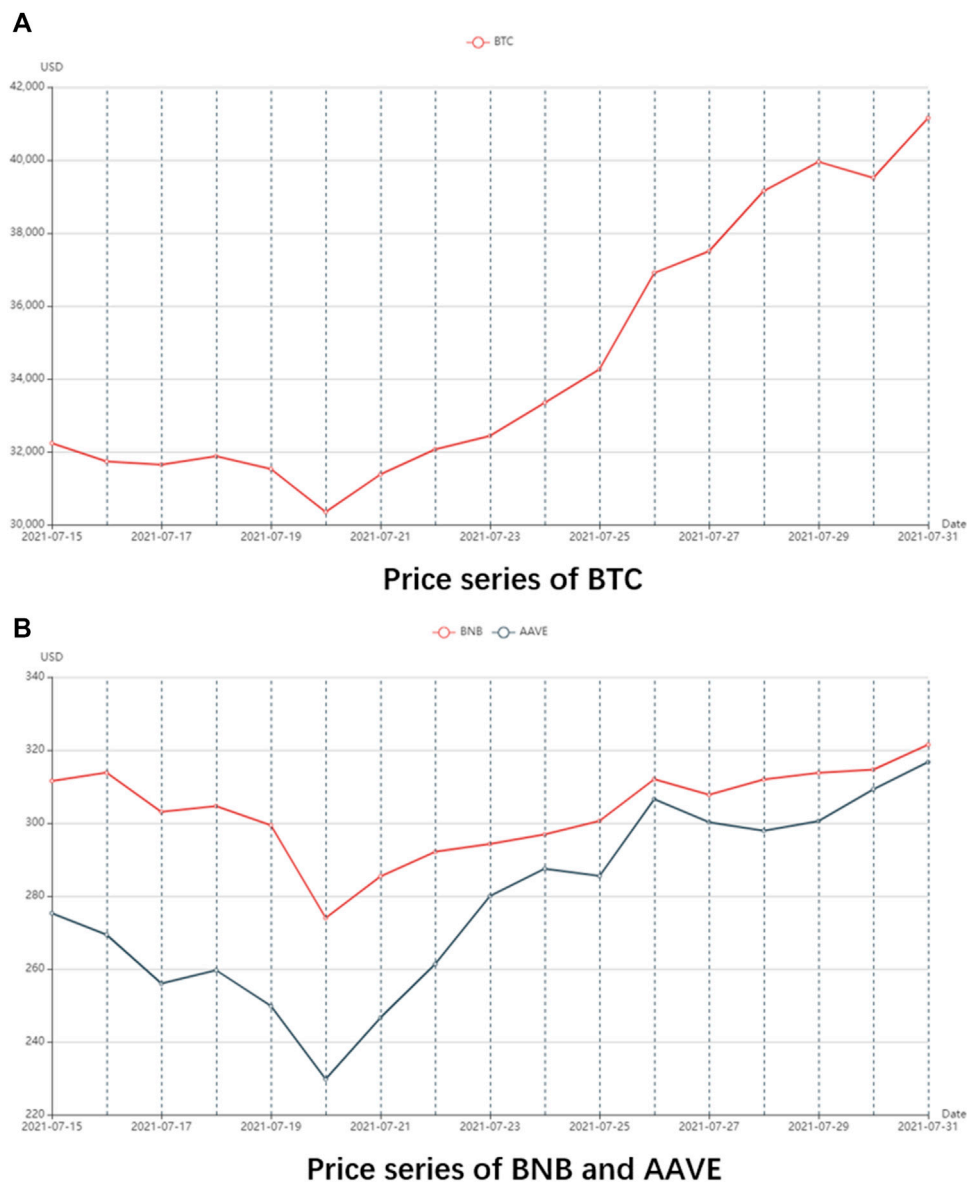 A
BTC
USD
42,000
40,000
38,000
36,000
34,000
32,000
30,000
Date
2021-07-15 2021-07-17 2021-07-19 2021-07-21 2021-07-23 2021-07-25 2021-07-27 2021-07-29 2021-07-31
Price series of BTC
B
BNB AAVE
USD
340
320
300
280
260
240
220
Date
2021-07-15 2021-07-17 2021-07-19 2021-07-21 2021-07-23 2021-07-25 2021-07-27 2021-07-29 2021-07-31
Price series of BNB and AAVE